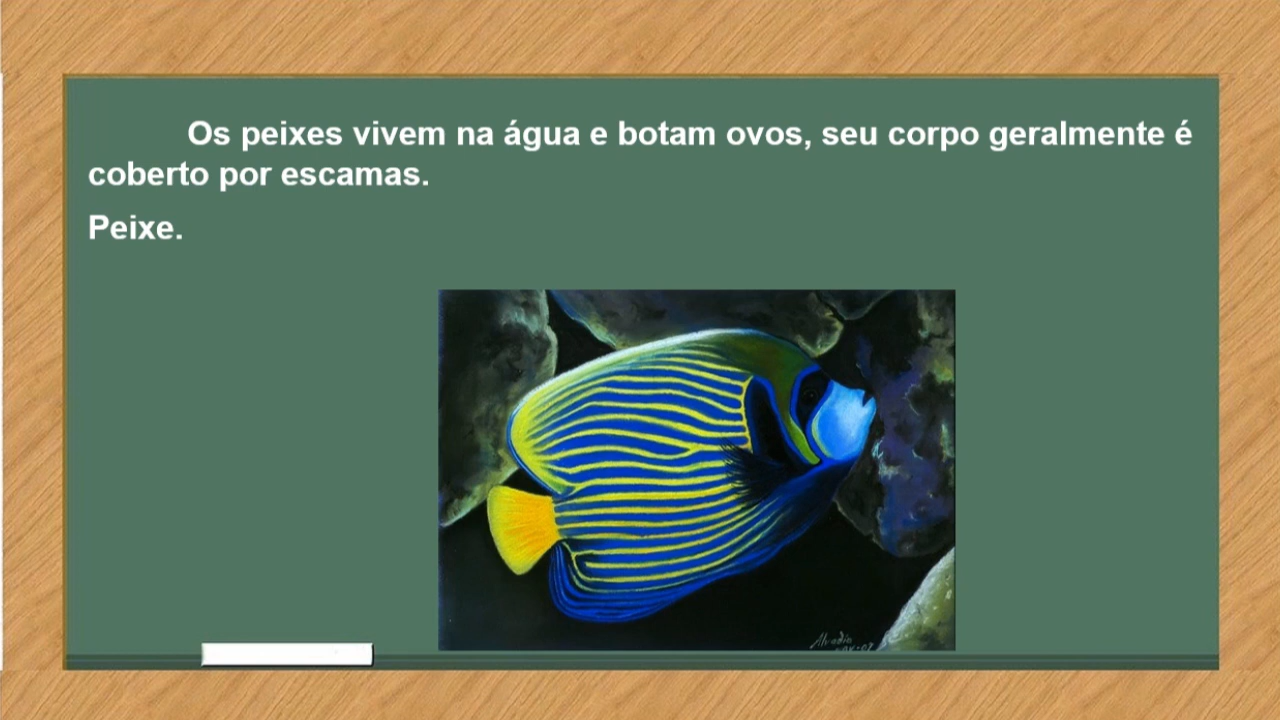 Os peixes vivem na água e botam ovos, seu corpo geralmente é
coberto por escamas.
Peixe.